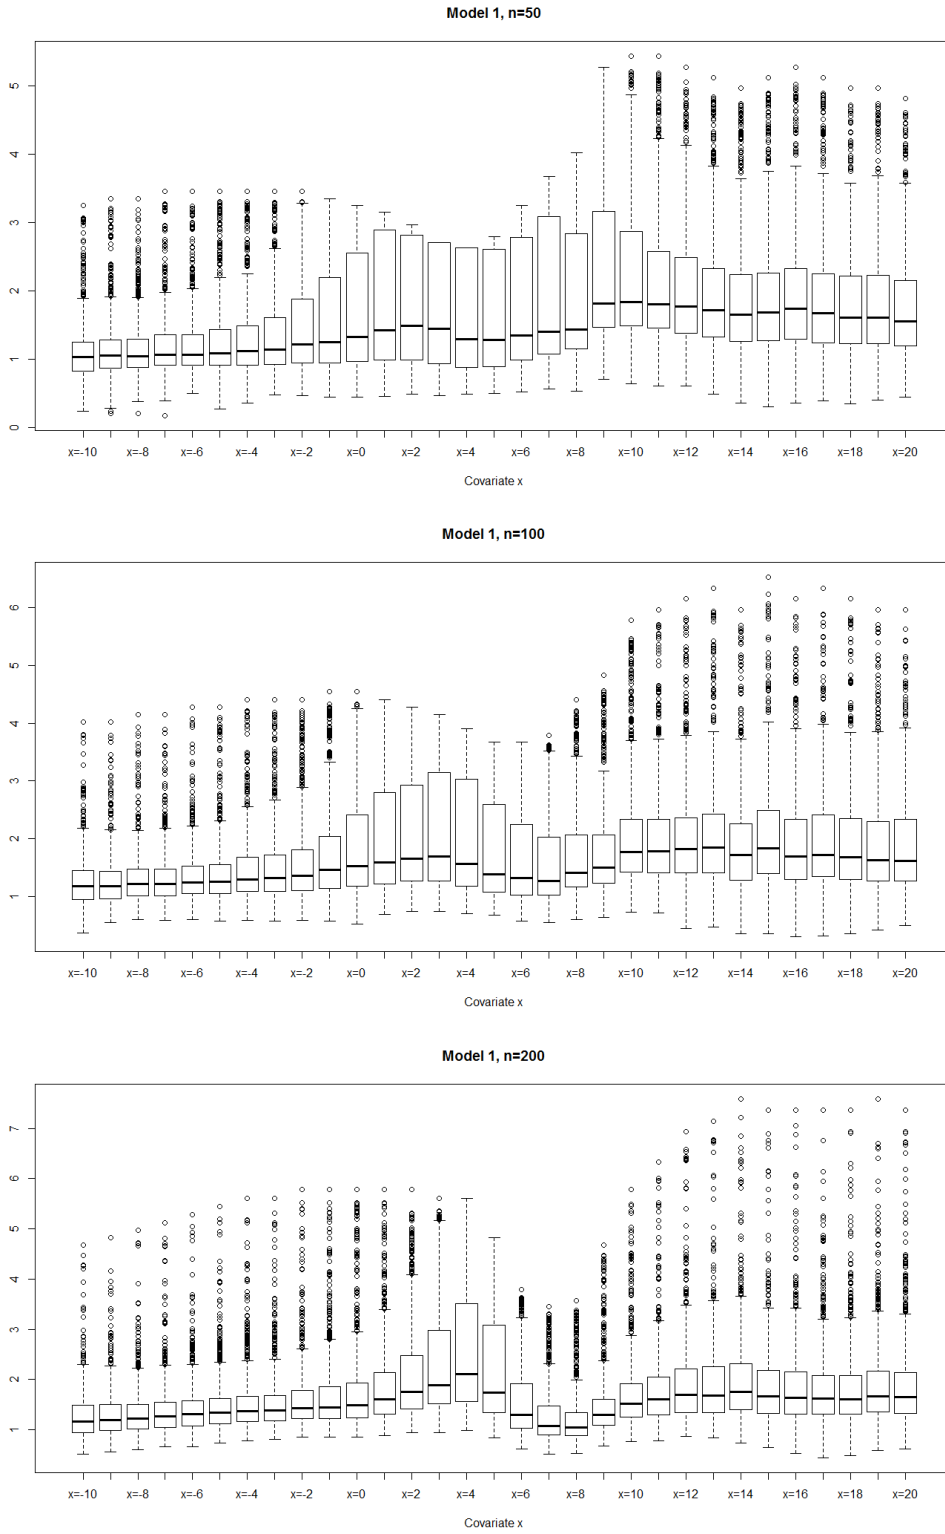 Model 1, n=50
5
4
3
2
1
0
x=-10 x=-8 x=-6 x=-4 x=-2 x=0 x=2 x=4 x=6 x=8 x=10 x=12 x=14 x=16 x=18 x=20
Covariate x
Model 1, n=100
6
5
4
3
2
1
x=-10 x=-8 x=-6 x=-4 x=-2 x=0 x=2 x=4 x=6 x=8 x=10 x=12 x=14 x=16 x=18 x=20
Covariate x
Model 1, n=200
7
6
5
4
3
2
1
x=-10 x=-8 x=-6 x=-4 x=-2 x=0 x=2 x=4 x=6 x=8 x=10 x=12 x=14 x=16 x=18 x=20
Covariate x